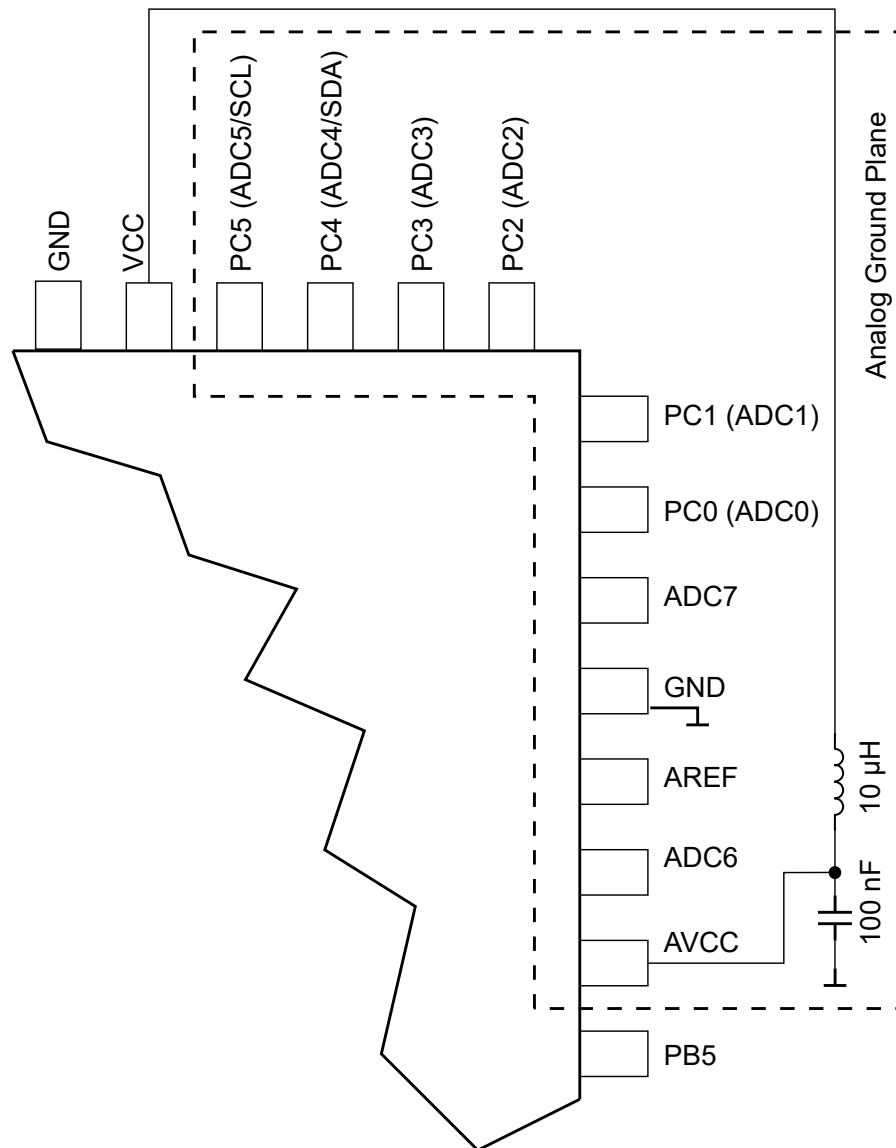 GND
VCC
PC5 (ADC5/SCL)
PC4 (ADC4/SDA)
PC3 (ADC3)
PC2 (ADC2)
Analog Ground Plane
PC1 (ADC1)
PC0 (ADC0)
ADC7
GND
AREF
10 µH
ADC6
100 nF
AVCC
PB5